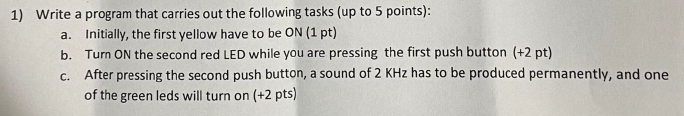 1) Write a program that carries out the following tasks (up to 5 points):
a. Initially, the first yellow have to be ON (1 pt)
b. Turn ON the second red LED while you are pressing the first push button (+2 pt)
c. After pressing the second push button, a sound of 2 KHz has to be produced permanently, and one
of the green leds will turn on (+2 pts)